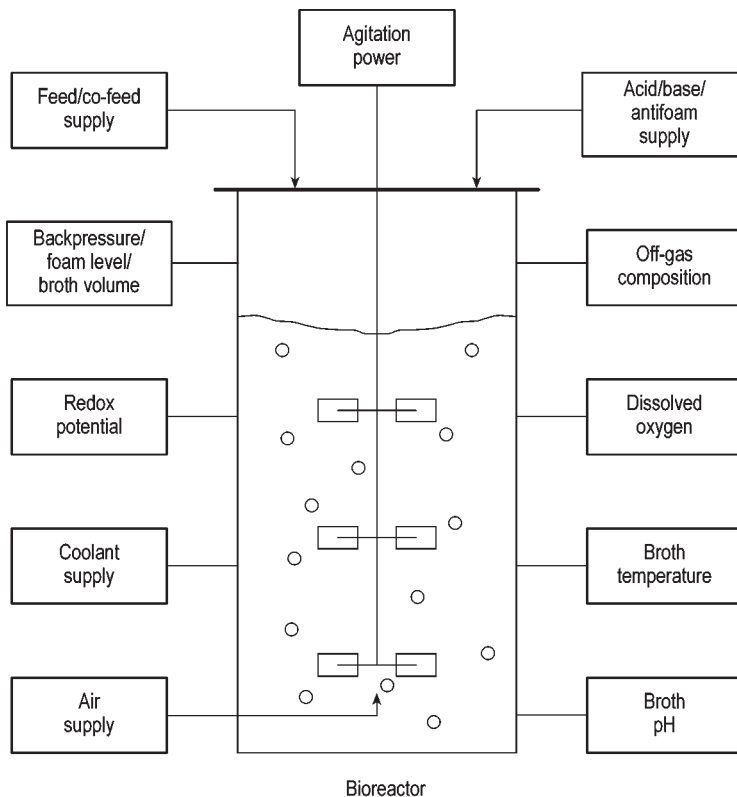 Agitation
power
Feed/co-feed
supply
Acid/base/
antifoam
supply
Backpressure/
foam level/
broth volume
Off-gas
composition
Redox
potential
Dissolved
oxygen
Coolant
supply
Broth
temperature
Air
supply
Broth
pH
Bioreactor